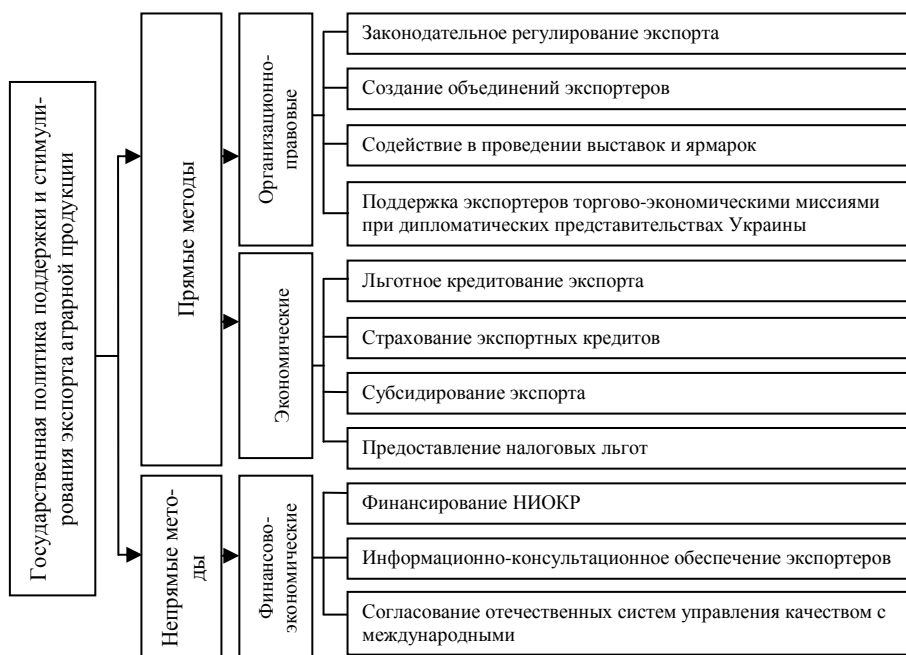 Государственная политика поддержки и стимули-
рования экспорта аграрной продукции
Прямые методы
Организационно-
правовые
Законодательное регулирование экспорта
Создание объединений экспортеров
Содействие в проведении выставок и ярмарок
Поддержка экспортеров торгово-экономическими миссиями
при дипломатических представительствах Украины
Экономические
Льготное кредитование экспорта
Страхование экспортных кредитов
Субсидирование экспорта
Предоставление налоговых льгот
Непрямые мето-
ды
Финансово-
экономические
Финансирование НИОКР
Информационно-консультационное обеспечение экспортеров
Согласование отечественных систем управления качеством с
международными